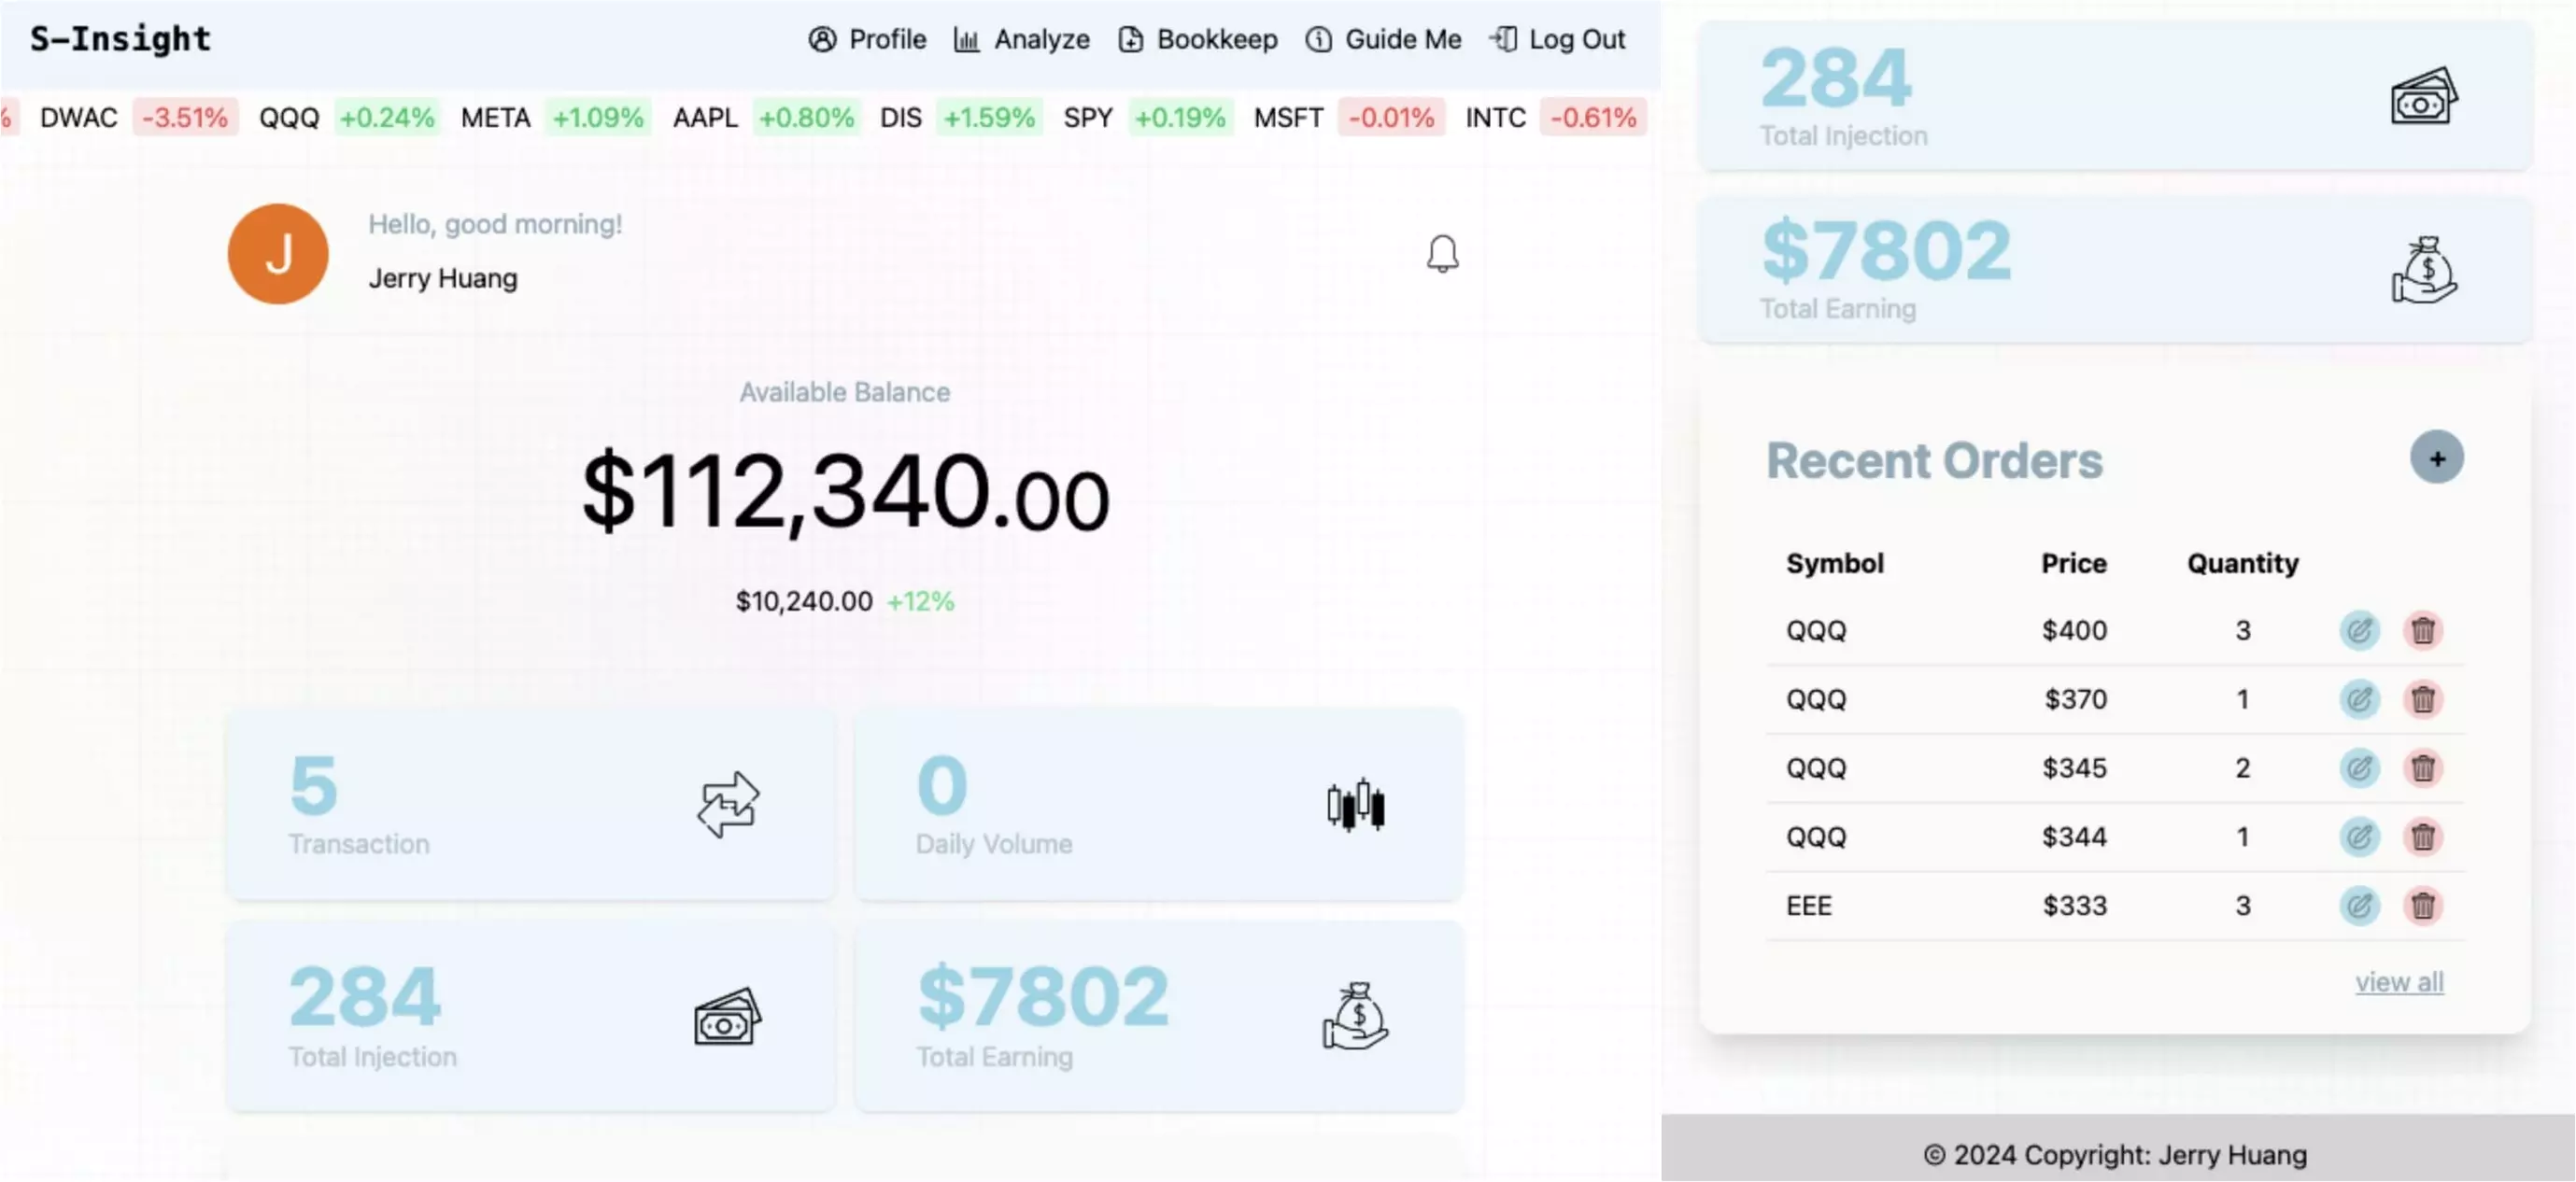 S-Insight
Profile Analyze Bookkeep Guide Me Log Out
% DWAC -3.51% QQQ +0.24% META +1.09% AAPL +0.80% DIS +1.59% SPY +0.19% MSFT -0.01% INTC -0.61%
J
Hello, good morning!
Jerry Huang
Available Balance
$112,340.00
$10,240.00 +12%
5
Transaction
0
Daily Volume
284
Total Injection
$7802
Total Earning
284
Total Injection
$7802
Total Earning
Recent Orders
+
Symbol Price Quantity
QQQ $400 3
QQQ $370 1
QQQ $345 2
QQQ $344 1
EEE $333 3
view all
© 2024 Copyright: Jerry Huang